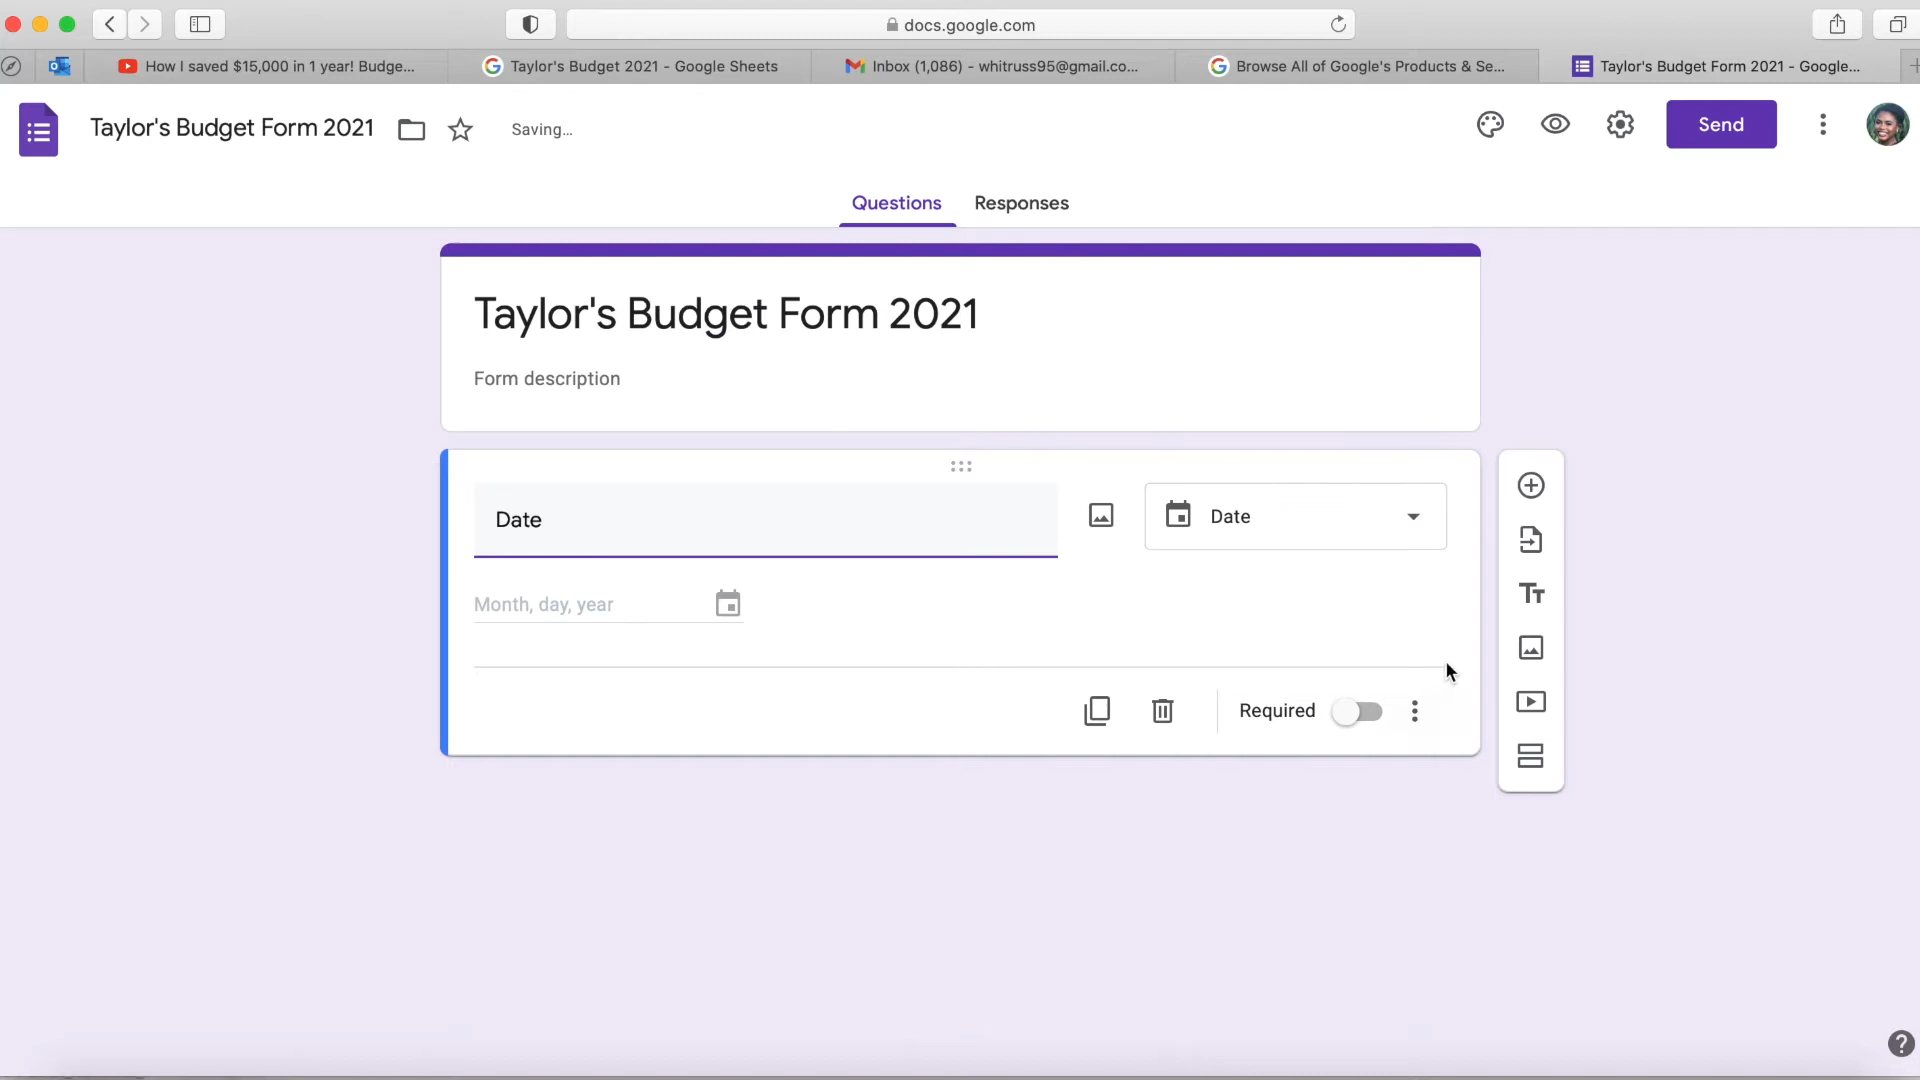 docs.google.com
How I saved $15,000 in 1 year! Budge...
Taylor's Budget 2021 - Google Sheets
Inbox (1,086) - whitruss95@gmail.co...
Browse All of Google's Products & Se...
Taylor's Budget Form 2021 - Google...
Taylor's Budget Form 2021
Saving...
Send
Questions
Responses
Taylor's Budget Form 2021
Form description
Date
Date
Month, day, year
Required